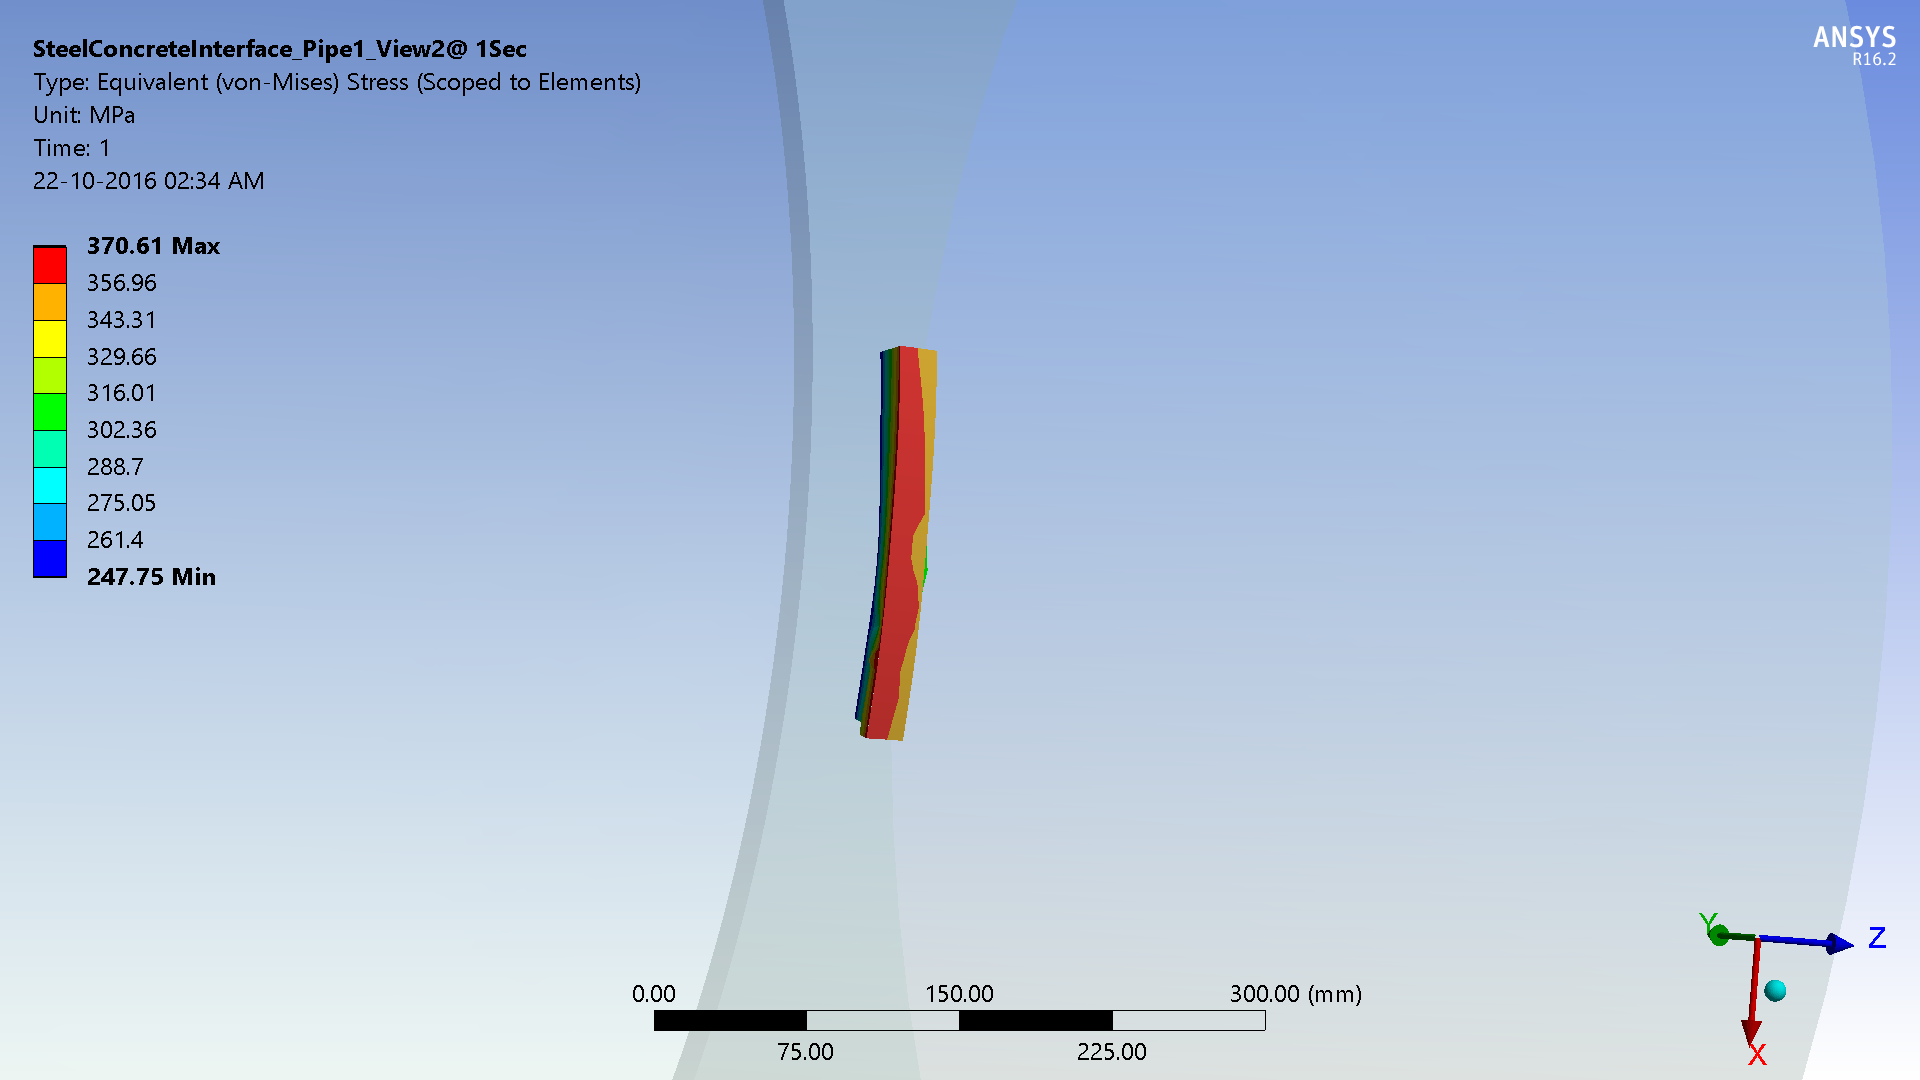 SteelConcreteInterface_Pipe1_View2@ 1Sec
Type: Equivalent (von-Mises) Stress (Scoped to Elements)
Unit: MPa
Time: 1
22-10-2016 02:34 AM
ANSYS
R16.2
370.61 Max
356.96
343.31
329.66
316.01
302.36
288.7
275.05
261.4
247.75 Min
Y
Z
X
0.00 150.00 300.00 (mm)
75.00 225.00